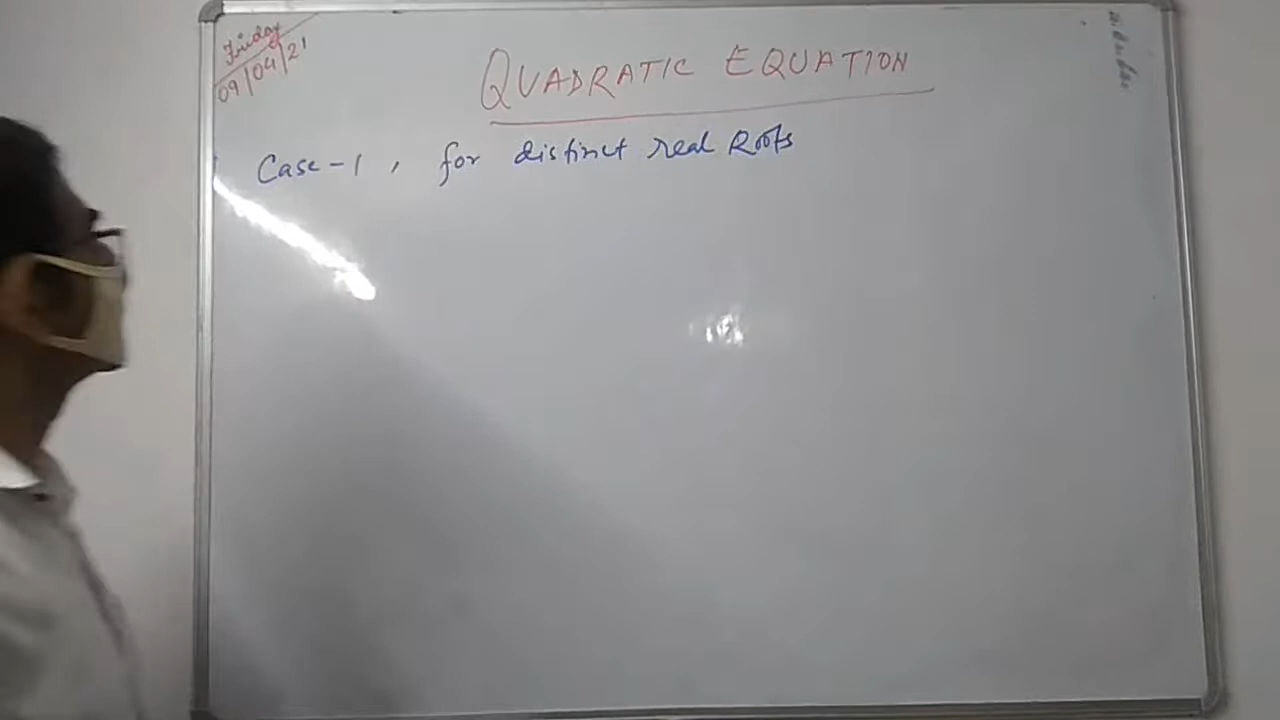 Friday
09/04/21
QUADRATIC EQUATION
Case-1, for distinct real Roots